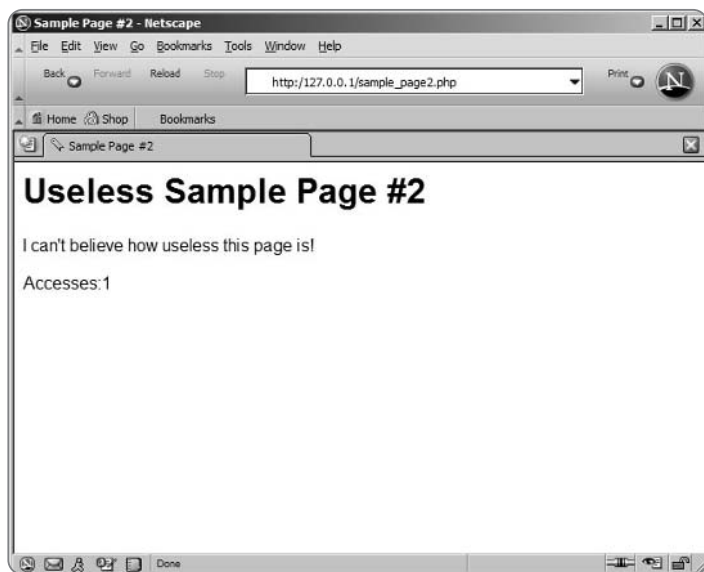 Sample Page #2 - Netscape
File Edit View Go Bookmarks Tools Window Help
Back Forward Reload Stop http:/127.0.0.1/sample_page2.php Print N
Home Shop Bookmarks
Sample Page #2
Useless Sample Page #2
I can't believe how useless this page is!
Accesses:1
Done